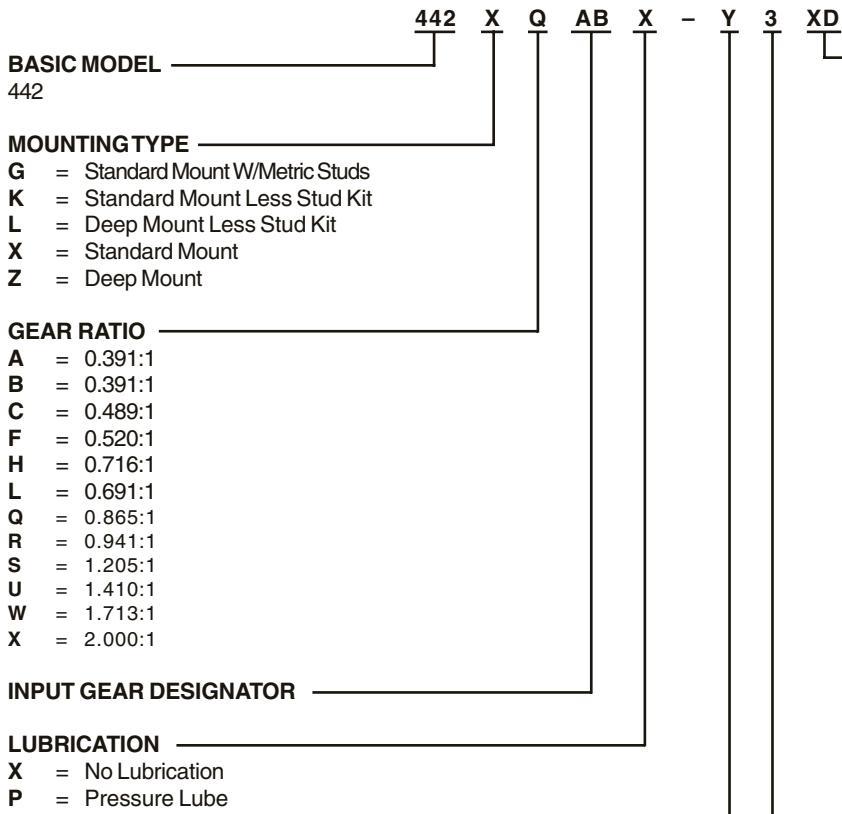 442 X Q AB X – Y 3 XD
BASIC MODEL
442
MOUNTING TYPE
G = Standard Mount W/Metric Studs
K = Standard Mount Less Stud Kit
L = Deep Mount Less Stud Kit
X = Standard Mount
Z = Deep Mount
GEAR RATIO
A = 0.391:1
B = 0.391:1
C = 0.489:1
F = 0.520:1
H = 0.716:1
L = 0.691:1
Q = 0.865:1
R = 0.941:1
S = 1.205:1
U = 1.410:1
W = 1.713:1
X = 2.000:1
INPUT GEAR DESIGNATOR
LUBRICATION
X = No Lubrication
P = Pressure Lube